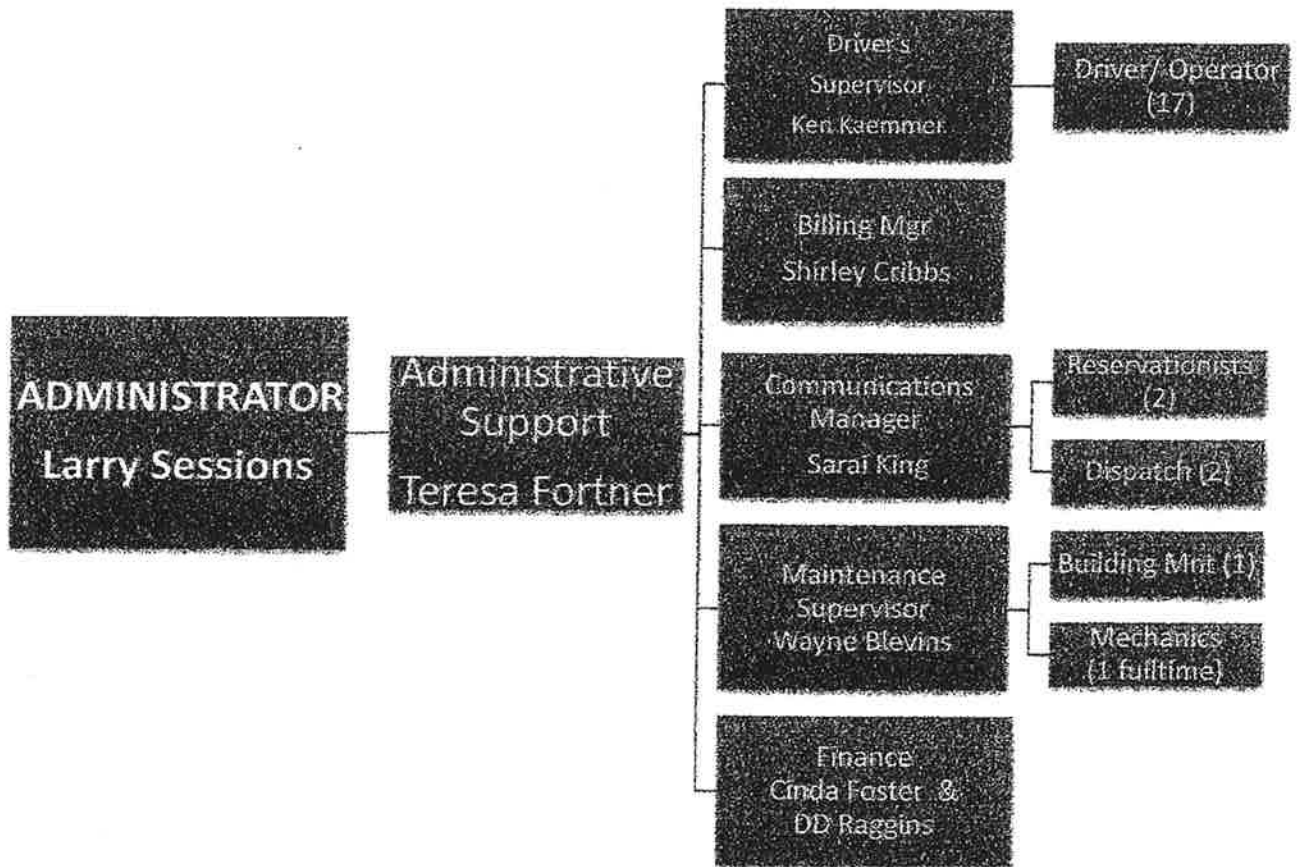 ADMINISTRATOR
Larry Sessions
Administrative
Support
Teresa Fortner
Driver's
Supervisor
Ken Kaemmer
Driver/ Operator
(17)
Billing Mgr
Shirley Cribbs
Communications
Manager
Sarai King
Reservationists
(2)
Dispatch (2)
Maintenance
Supervisor
Wayne Blevins
Building Mnt (1)
Mechanics
(1 fulltime)
Finance
Cinda Foster &
DD Raggins